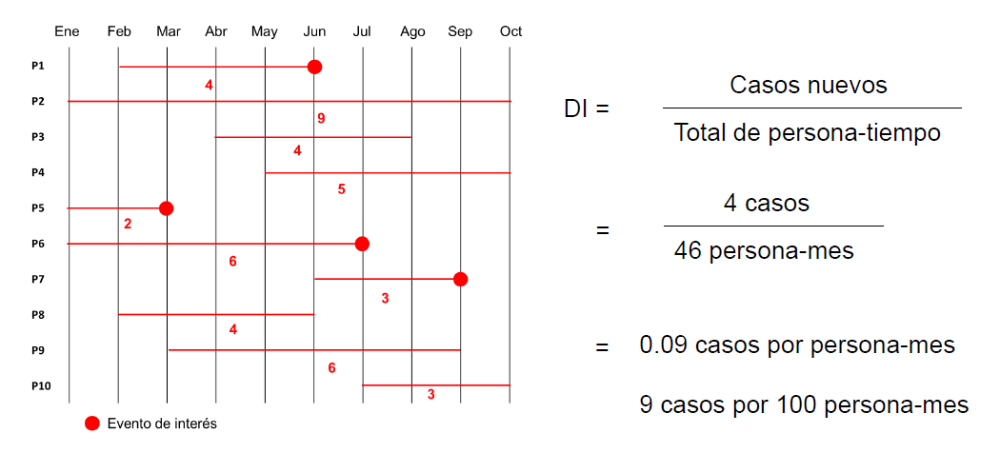 Ene Feb Mar Abr May Jun Jul Ago Sep Oct
P1
4
P2
9
P3
4
P4
5
P5
2
P6
6
P7
3
P8
4
P9
6
P10
3
Evento de interés
DI = Casos nuevos
Total de persona-tiempo
= 4 casos
46 persona-mes
= 0.09 casos por persona-mes
9 casos por 100 persona-mes